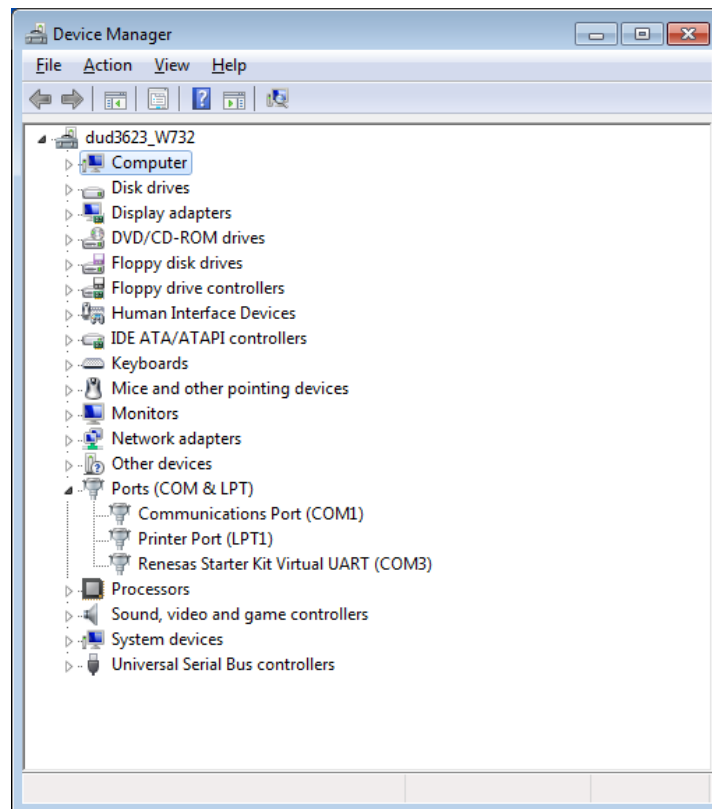 Device Manager
File Action View Help
dud3623_W732
Computer
Disk drives
Display adapters
DVD/CD-ROM drives
Floppy disk drives
Floppy drive controllers
Human Interface Devices
IDE ATA/ATAPI controllers
Keyboards
Mice and other pointing devices
Monitors
Network adapters
Other devices
Ports (COM & LPT)
Communications Port (COM1)
Printer Port (LPT1)
Renesas Starter Kit Virtual UART (COM3)
Processors
Sound, video and game controllers
System devices
Universal Serial Bus controllers